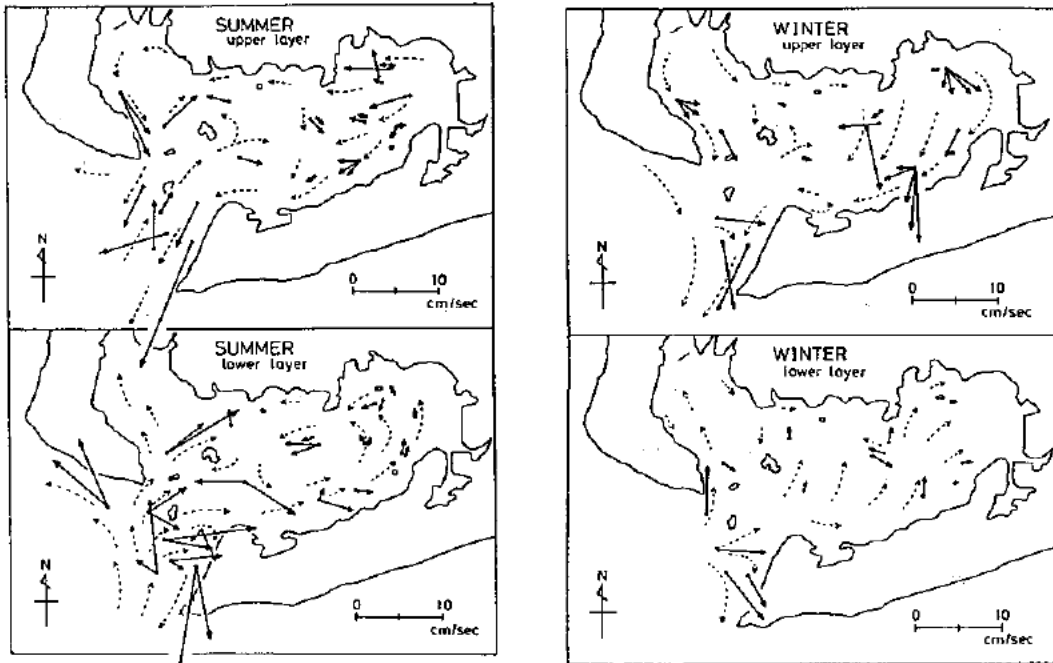 SUMMER
upper layer
N
0 10
cm/sec
WINTER
upper layer
N
0 10
cm/sec
SUMMER
lower layer
N
0 10
cm/sec
WINTER
lower layer
N
0 10
cm/sec